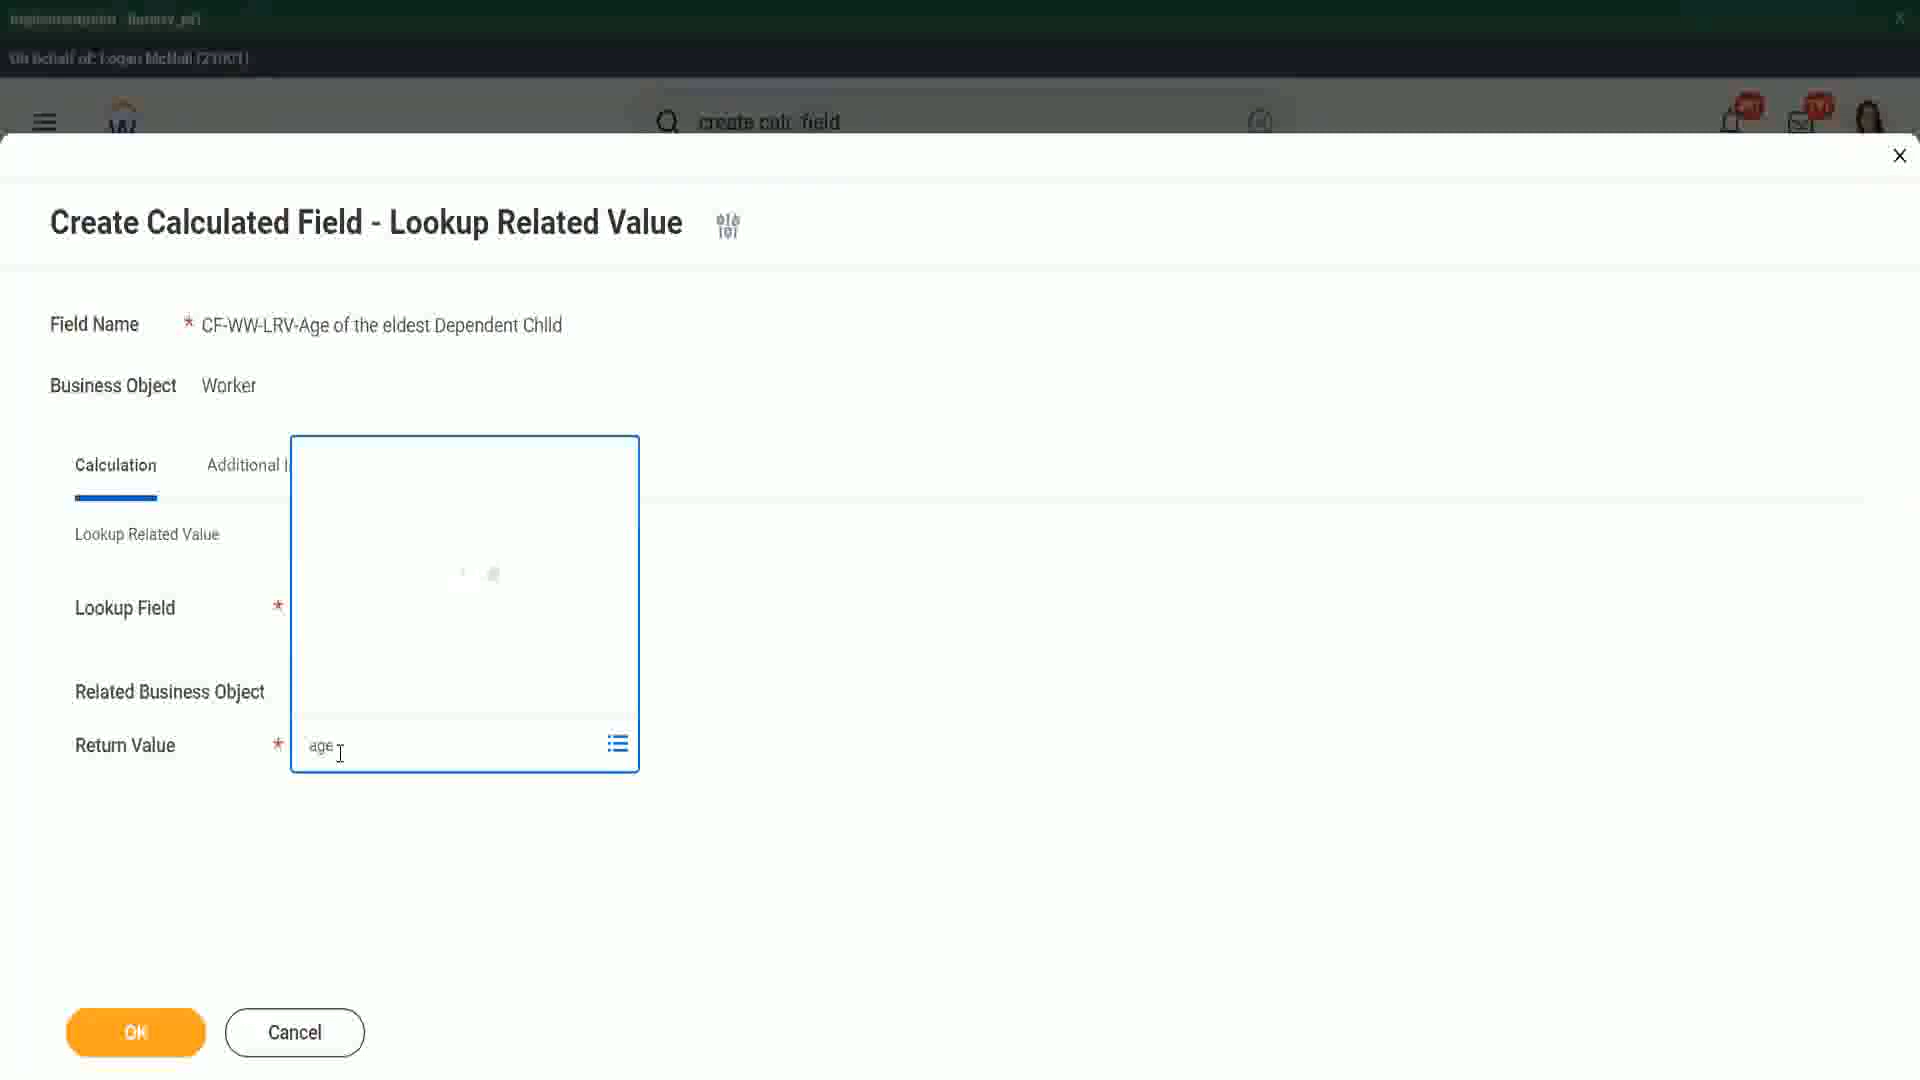 On behalf of: Logan McNeil (21001)
create calc field
Create Calculated Field - Lookup Related Value
Field Name * CF-WW-LRV-Age of the eldest Dependent Child
Business Object Worker
Calculation Additional
Lookup Related Value
Lookup Field *
Related Business Object
Return Value * age
OK Cancel